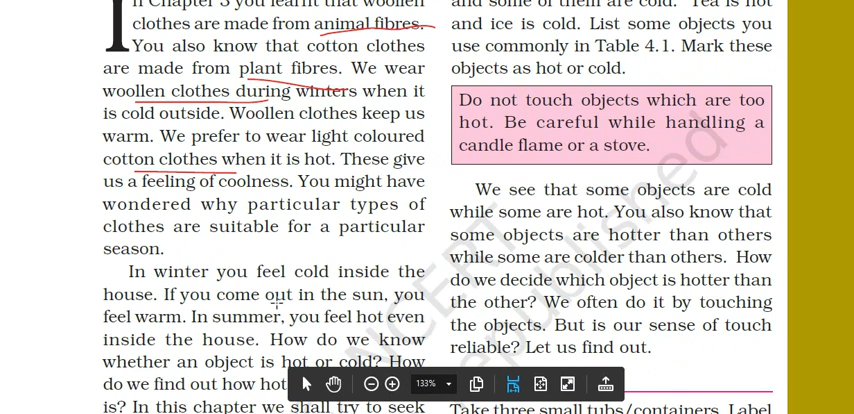 In Chapter 3 you learnt that woollen
clothes are made from animal fibres.
You also know that cotton clothes
are made from plant fibres. We wear
woollen clothes during winters when it
is cold outside. Woollen clothes keep us
warm. We prefer to wear light coloured
cotton clothes when it is hot. These give
us a feeling of coolness. You might have
wondered why particular types of
clothes are suitable for a particular
season.
In winter you feel cold inside the
house. If you come out in the sun, you
feel warm. In summer, you feel hot even
inside the house. How do we know
whether an object is hot or cold? How
do we find out how hot
is? In this chapter we shall try to seek
and some of them are cold. Tea is hot
and ice is cold. List some objects you
use commonly in Table 4.1. Mark these
objects as hot or cold.
Do not touch objects which are too
hot. Be careful while handling a
candle flame or a stove.
We see that some objects are cold
while some are hot. You also know that
some objects are hotter than others
while some are colder than others. How
do we decide which object is hotter than
the other? We often do it by touching
the objects. But is our sense of touch
reliable? Let us find out.
Take three small tubs/containers. Label
NCERT
republished
133%